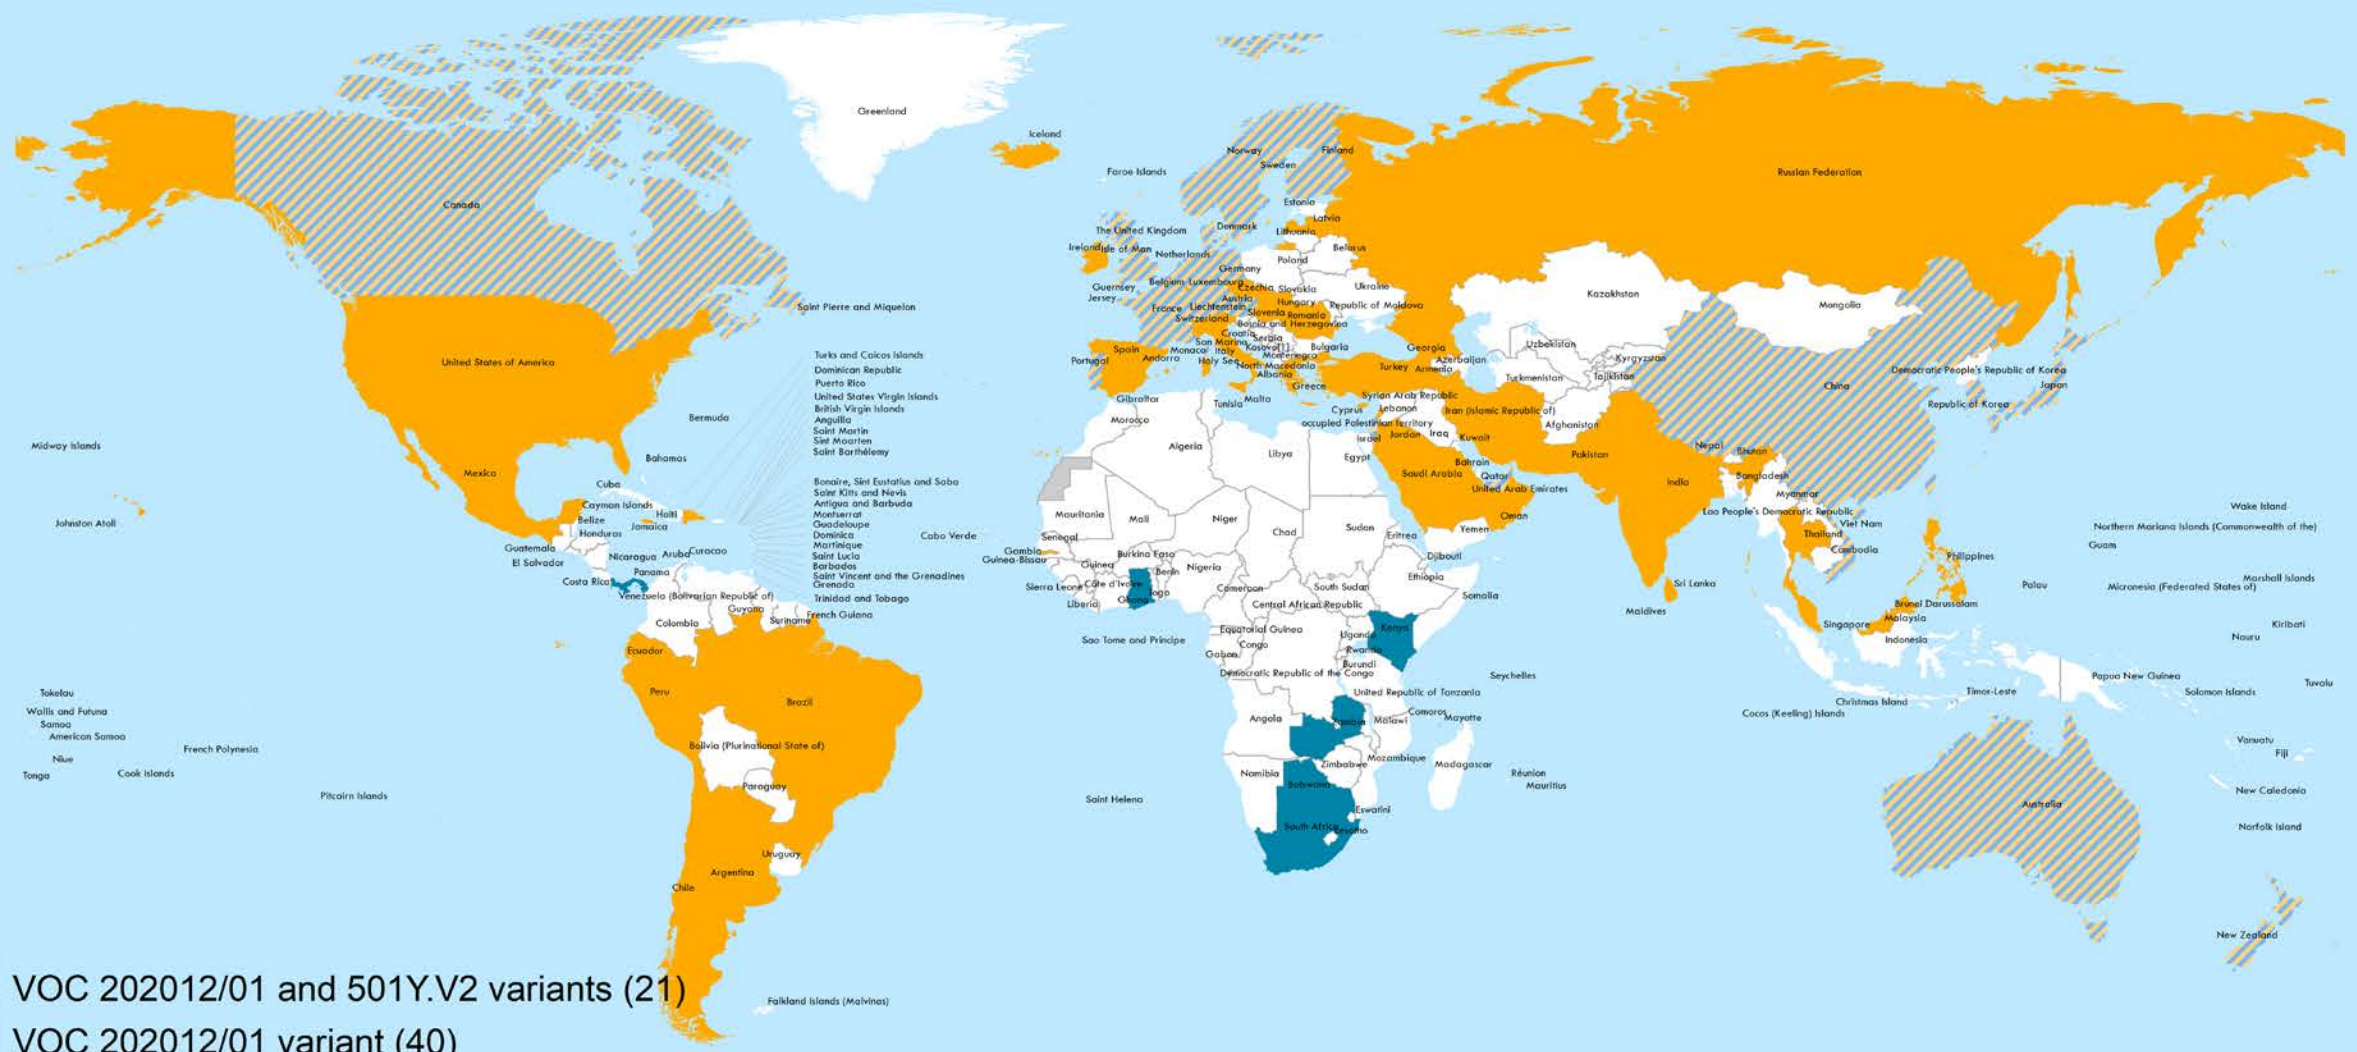 Greenland
Iceland
Faroe Islands
Norway
Sweden
Finland
Russian Federation
Canada
Estonia
Latvia
Lithuania
Denmark
The United Kingdom
Ireland
Isle of Man
Netherlands
Belarus
Poland
Germany
Guernsey
Jersey
Belgium
Luxembourg
Czechia
Slovakia
Ukraine
Kazakhstan
Mongolia
Saint Pierre and Miquelon
France
Liechtenstein
Austria
Hungary
Republic of Moldova
Switzerland
Slovenia
Romania
Bosnia and Herzegovina
Croatia
Serbia
San Marino
Monaco
Italy
Kosovo[1]
Bulgaria
Montenegro
Georgia
Uzbekistan
Kyrgyzstan
Azerbaijan
United States of America
Portugal
Spain
Andorra
Holy See
North Macedonia
Albania
Greece
Turkey
Armenia
Turkmenistan
Tajikistan
China
Democratic People's Republic of Korea
Japan
Republic of Korea
Turks and Caicos Islands
Dominican Republic
Puerto Rico
United States Virgin Islands
British Virgin Islands
Anguilla
Saint Martin
Sint Maarten
Saint Barthélemy
Gibraltar
Tunisia
Malta
Syrian Arab Republic
Cyprus
Lebanon
Iran (Islamic Republic of)
occupied Palestinian territory
Israel
Jordan
Iraq
Kuwait
Afghanistan
Bermuda
Morocco
Algeria
Libya
Egypt
Midway Islands
Bahamas
Mexico
Cuba
Saudi Arabia
Bahrain
Qatar
United Arab Emirates
Pakistan
Nepal
Bhutan
India
Bangladesh
Myanmar
Bonaire, Sint Eustatius and Saba
Saint Kitts and Nevis
Antigua and Barbuda
Montserrat
Guadeloupe
Dominica
Martinique
Saint Lucia
Barbados
Saint Vincent and the Grenadines
Grenada
Trinidad and Tobago
Cayman Islands
Belize
Jamaica
Haiti
Honduras
Johnston Atoll
Guatemala
El Salvador
Nicaragua
Aruba
Curacao
Costa Rica
Panama
Venezuela (Bolivarian Republic of)
Guyana
Suriname
French Guiana
Colombia
Cabo Verde
Mauritania
Mali
Niger
Chad
Sudan
Eritrea
Yemen
Oman
Senegal
Gambia
Guinea-Bissau
Guinea
Burkina Faso
Benin
Nigeria
Djibouti
Ethiopia
Sierra Leone
Côte d'Ivoire
Liberia
Ghana
Togo
Cameroon
South Sudan
Somalia
Central African Republic
Lao People's Democratic Republic
Viet Nam
Thailand
Cambodia
Philippines
Wake Island
Northern Mariana Islands (Commonwealth of the)
Guam
Marshall Islands
Palau
Micronesia (Federated States of)
Sri Lanka
Maldives
Brunei Darussalam
Malaysia
Singapore
Indonesia
Kiribati
Nauru
Ecuador
Peru
Brazil
Sao Tome and Principe
Equatorial Guinea
Gabon
Congo
Uganda
Kenya
Rwanda
Burundi
Democratic Republic of the Congo
United Republic of Tanzania
Seychelles
Papua New Guinea
Solomon Islands
Tuvalu
Timor-Leste
Christmas Island
Cocos (Keeling) Islands
Tokelau
Wallis and Futuna
Samoa
American Samoa
French Polynesia
Niue
Cook Islands
Tonga
Pitcairn Islands
Bolivia (Plurinational State of)
Paraguay
Angola
Zambia
Malawi
Comoros
Mayotte
Zimbabwe
Mozambique
Madagascar
Namibia
Botswana
Réunion
Mauritius
Vanuatu
Fiji
New Caledonia
Saint Helena
Eswatini
South Africa
Lesotho
Australia
Norfolk Island
Uruguay
Argentina
Chile
New Zealand
Falkland Islands (Malvinas)
VOC 202012/01 and 501Y.V2 variants (21)
VOC 202012/01 variant (40)